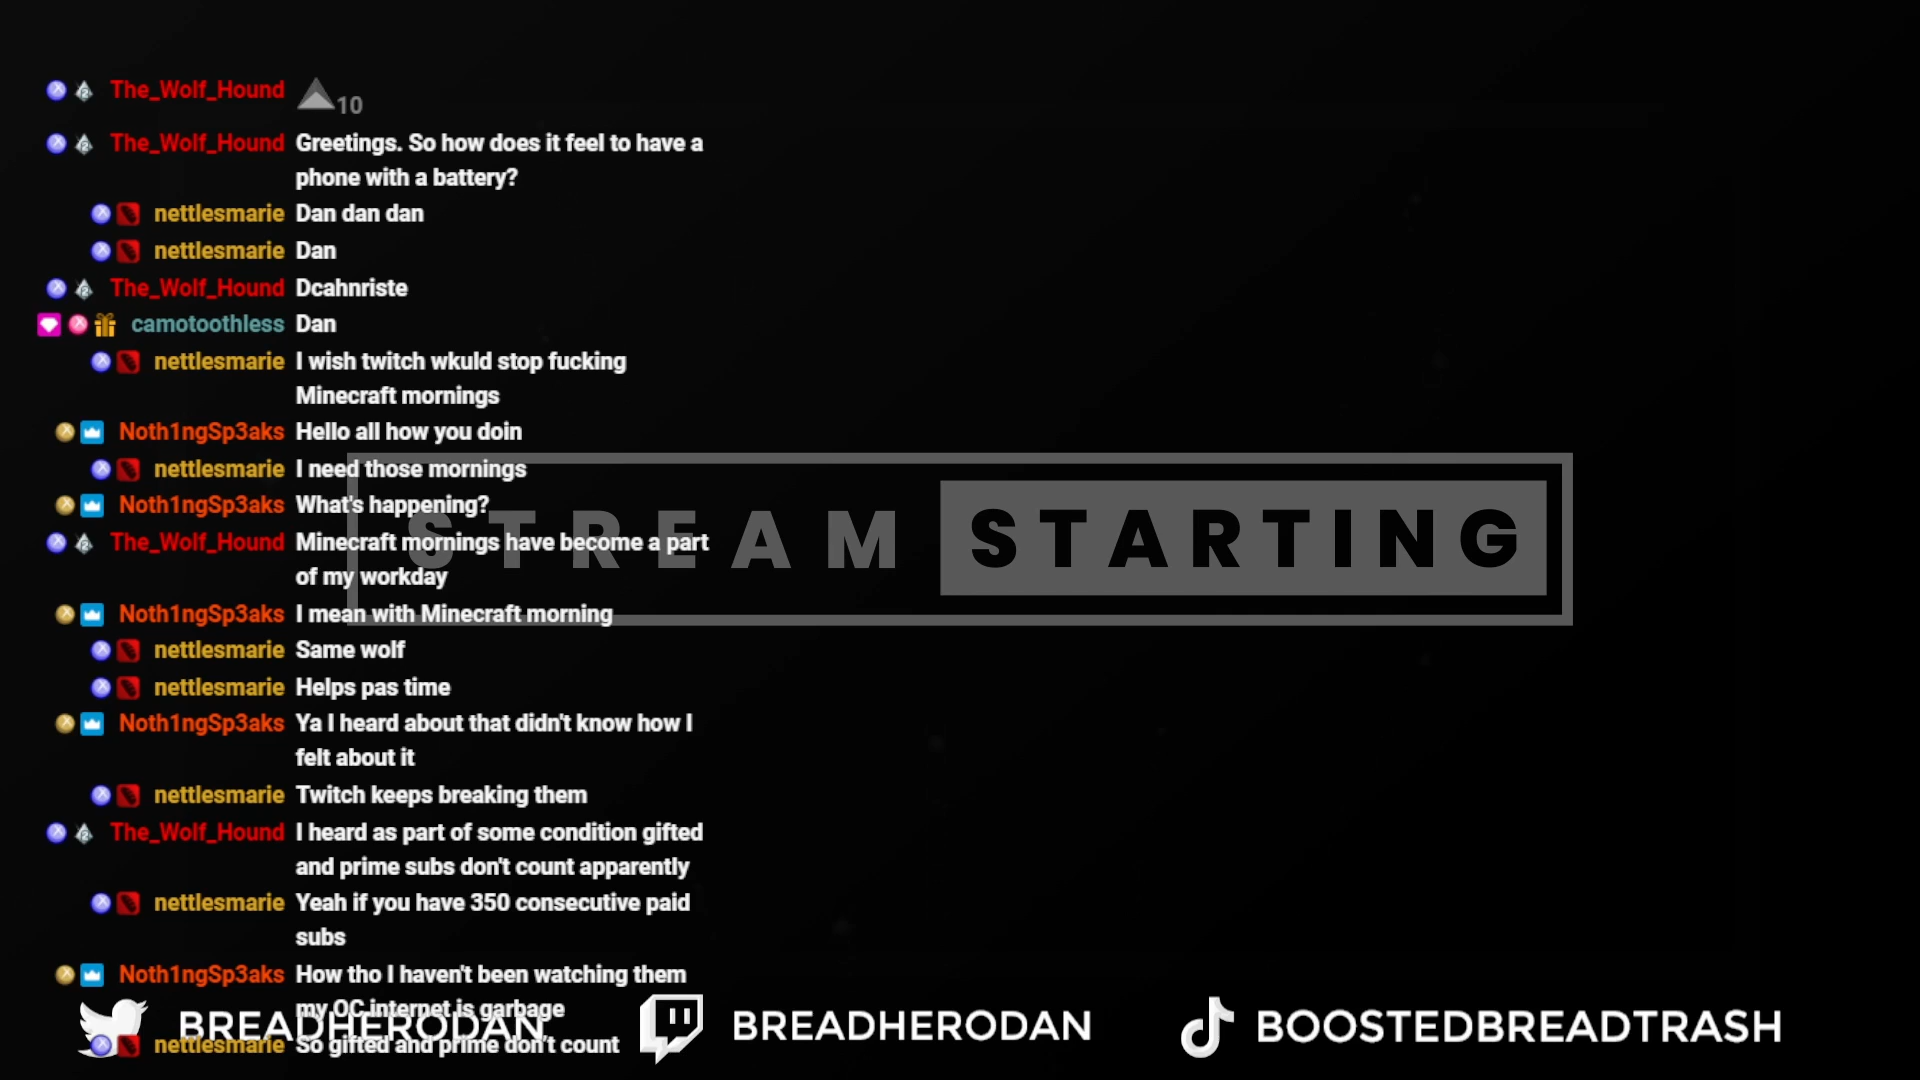 The_Wolf_Hound 10
The_Wolf_Hound Greetings. So how does it feel to have a
phone with a battery?
nettlesmarie Dan dan dan
nettlesmarie Dan
The_Wolf_Hound Dcahnriste
camotoothless Dan
nettlesmarie I wish twitch wkuld stop fucking
Minecraft mornings
Noth1ngSp3aks Hello all how you doin
nettlesmarie I need those mornings
Noth1ngSp3aks What's happening?
STREAM STARTING
The_Wolf_Hound Minecraft mornings have become a part
of my workday
Noth1ngSp3aks I mean with Minecraft morning
nettlesmarie Same wolf
nettlesmarie Helps pas time
Noth1ngSp3aks Ya I heard about that didn't know how I
felt about it
nettlesmarie Twitch keeps breaking them
The_Wolf_Hound I heard as part of some condition gifted
and prime subs don't count apparently
nettlesmarie Yeah if you have 350 consecutive paid
subs
Noth1ngSp3aks How tho I haven't been watching them
my OC internet is garbage
nettlesmarie So gifted and prime don't count
BREADHERODAN BREADHERODAN BOOSTEDBREADTRASH